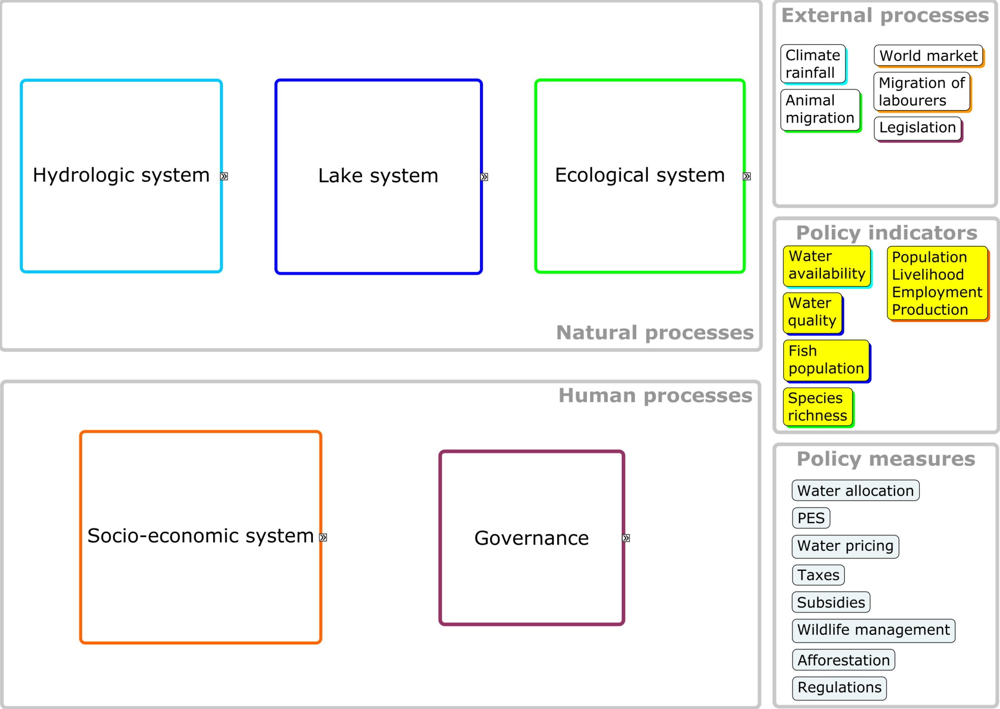 Hydrologic system
Lake system
Ecological system
Natural processes
Human processes
Socio-economic system
Governance
External processes
Climate
rainfall
Animal
migration
World market
Migration of
labourers
Legislation
Policy indicators
Water
availability
Water
quality
Fish
population
Species
richness
Population
Livelihood
Employment
Production
Policy measures
Water allocation
PES
Water pricing
Taxes
Subsidies
Wildlife management
Afforestation
Regulations